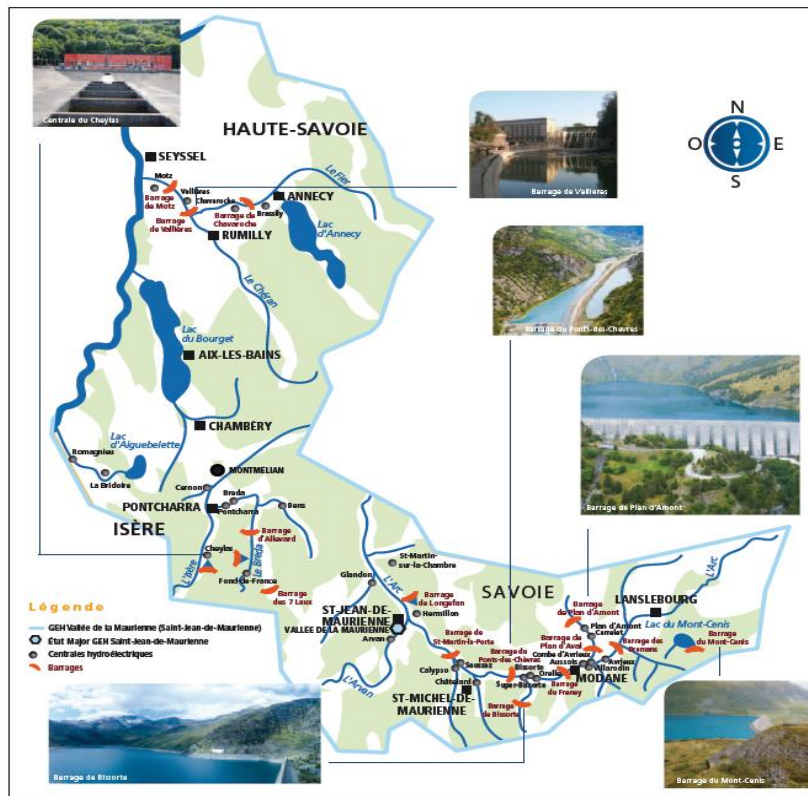 Centrale du Cheylas
HAUTE-SAVOIE
N
O
E
S
SEYSSEL
Motz
Barrage
de Motz
Vallières
Barrage
de Vallières
Chavaroche
Barrage de
Chavaroche
Brassily
ANNECY
Le Fier
RUMILLY
Lac
d'Annecy
Barrage de Vallières
Le Chéran
Barrage du Ponts-des-Chèvres
Lac
du Bourget
AIX-LES-BAINS
CHAMBÉRY
Lac
d'Aiguebelette
Romagnieu
La Bridoire
MONTMELIAN
Cernon
Breda
PONTCHARRA
Pontcharra
Bens
ISÈRE
Barrage
d'Allevard
Cheylas
L'Isère
Le Bréda
Fond-de-France
Barrage
des 7 Laux
Barrage de Plan d'Amont
St-Martin-
sur-la-Chambre
Glandon
L'Arc
Barrage
de Longefan
Hermillon
ST-JEAN-DE-
MAURIENNE
VALLÉE DE LA MAURIENNE
Arvan
L'Arvan
SAVOIE
Barrage de
St-Martin-la-Porte
Saussaz
Calypso
Châtelard
ST-MICHEL-DE-
MAURIENNE
Barrage du
Ponts-des-Chèvres
Bissorte
Super-Bissorte
Orelle
Barrage
de Bissorte
Barrage
du Freney
MODANE
Barrage
de Plan d'Amont
Plan d'Amont
Carrelet
Barrage de
Plan d'Aval
Combe d'Avrieux
Aussois
Avrieux
Villarodin
Barrage des
Bramans
LANSLEBOURG
L'Arc
Lac du Mont-Cenis
Barrage
du Mont-Cenis
Légende
GEH Vallée de la Maurienne (Saint-Jean-de-Maurienne)
État Major GEH Saint-Jean-de-Maurienne
Centrales hydroélectriques
Barrages
Barrage de Bissorte
Barrage du Mont-Cenis